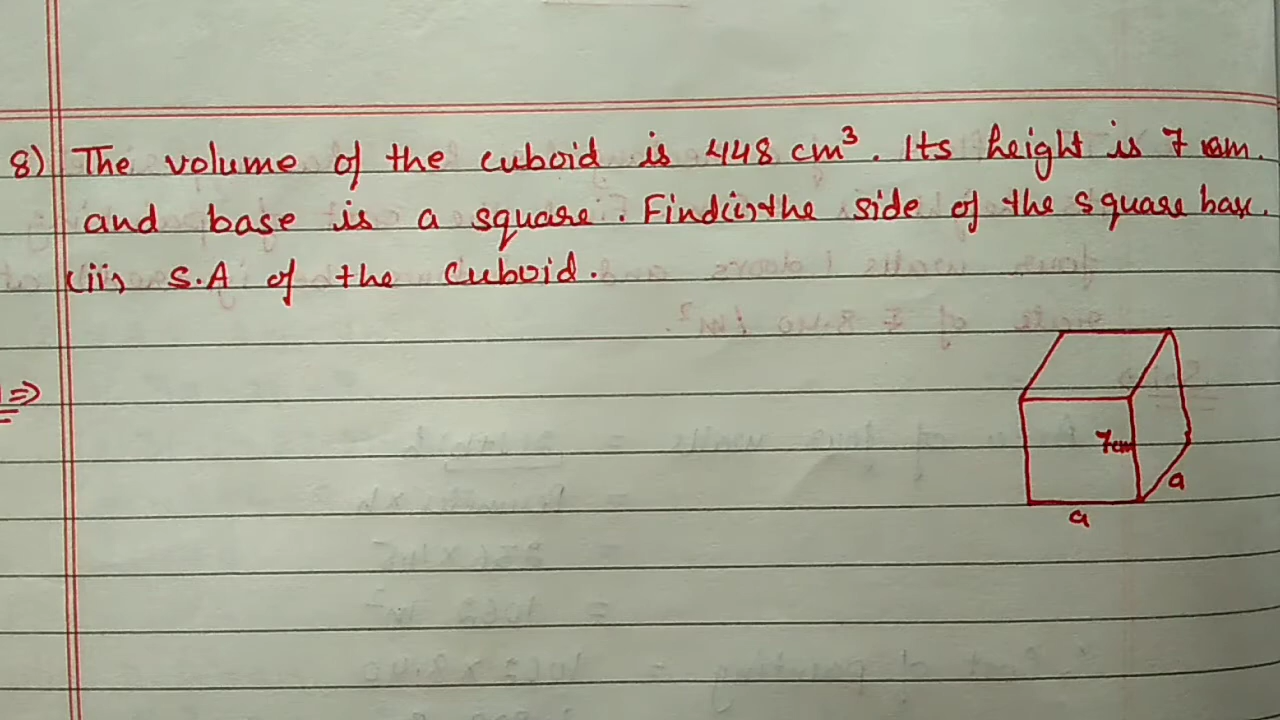 8) The volume of the cuboid is 448 cm³. Its height is 7 cm.
and base is a square. Find (i) the side of the square base.
(ii) S.A of the cuboid.
⇒
7cm
a
a